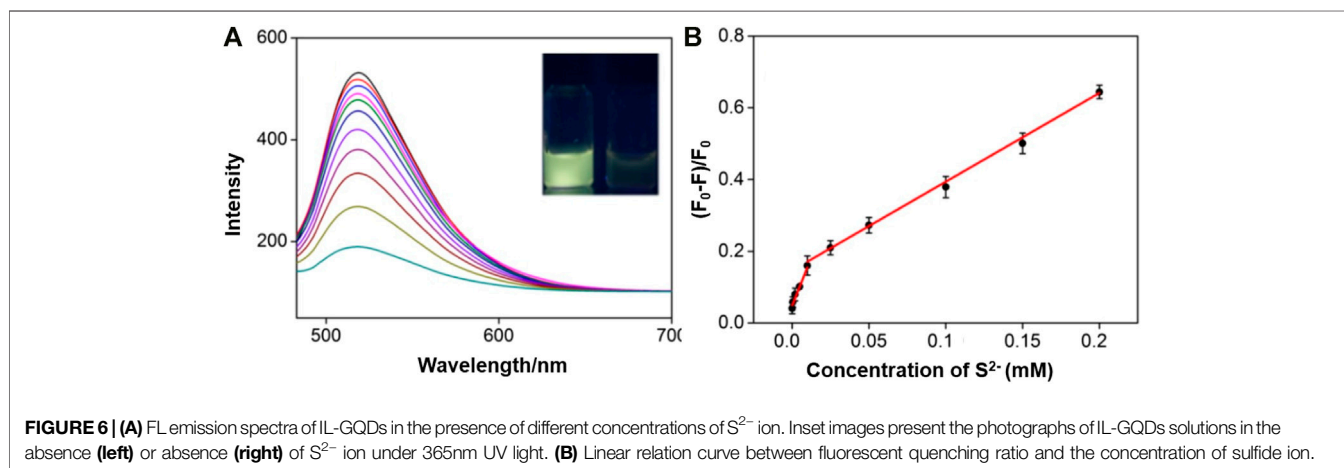 A
600
400
200
Intensity
500
600
700
Wavelength/nm
B
0.8
0.6
0.4
0.2
0.0
(F₀-F)/F₀
0.0
0.05
0.1
0.15
0.2
Concentration of S²⁻ (mM)
FIGURE 6 | (A) FL emission spectra of IL-GQDs in the presence of different concentrations of S²⁻ ion. Inset images present the photographs of IL-GQDs solutions in the
absence (left) or absence (right) of S²⁻ ion under 365nm UV light. (B) Linear relation curve between fluorescent quenching ratio and the concentration of sulfide ion.